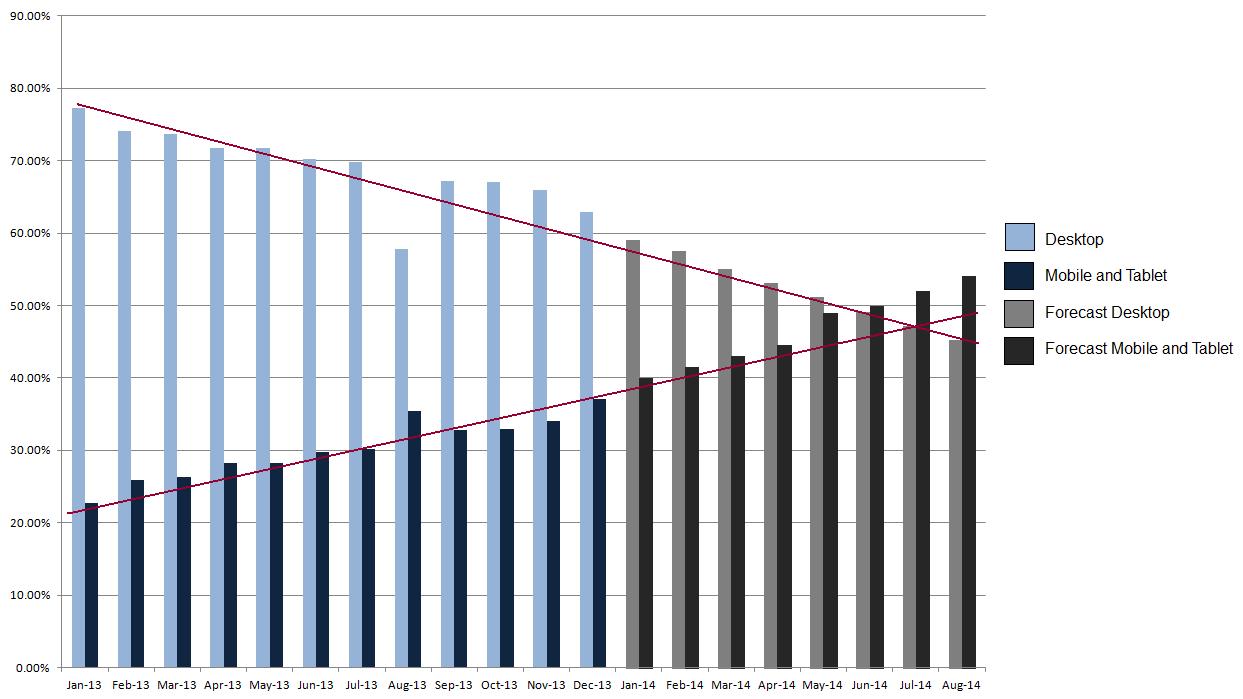 90.00%
80.00%
70.00%
60.00%
50.00%
40.00%
30.00%
20.00%
10.00%
0.00%
Jan-13 Feb-13 Mar-13 Apr-13 May-13 Jun-13 Jul-13 Aug-13 Sep-13 Oct-13 Nov-13 Dec-13 Jan-14 Feb-14 Mar-14 Apr-14 May-14 Jun-14 Jul-14 Aug-14
Desktop
Mobile and Tablet
Forecast Desktop
Forecast Mobile and Tablet